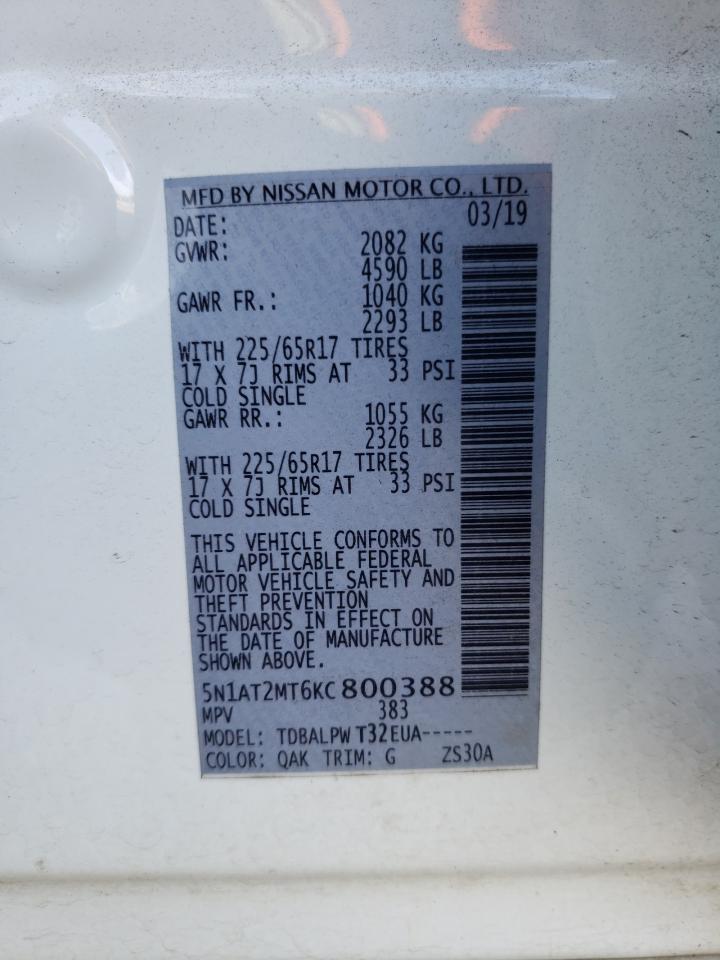 MFD BY NISSAN MOTOR CO., LTD.
DATE: 03/19
GVWR: 2082 KG
4590 LB
GAWR FR.: 1040 KG
2293 LB
WITH 225/65R17 TIRES
17 X 7J RIMS AT 33 PSI
COLD SINGLE
GAWR RR.: 1055 KG
2326 LB
WITH 225/65R17 TIRES
17 X 7J RIMS AT 33 PSI
COLD SINGLE
THIS VEHICLE CONFORMS TO
ALL APPLICABLE FEDERAL
MOTOR VEHICLE SAFETY AND
THEFT PREVENTION
STANDARDS IN EFFECT ON
THE DATE OF MANUFACTURE
SHOWN ABOVE.
5N1AT2MT6KC800388
MPV 383
MODEL: TDBALPW T32EUA-----
COLOR: QAK TRIM: G ZS30A